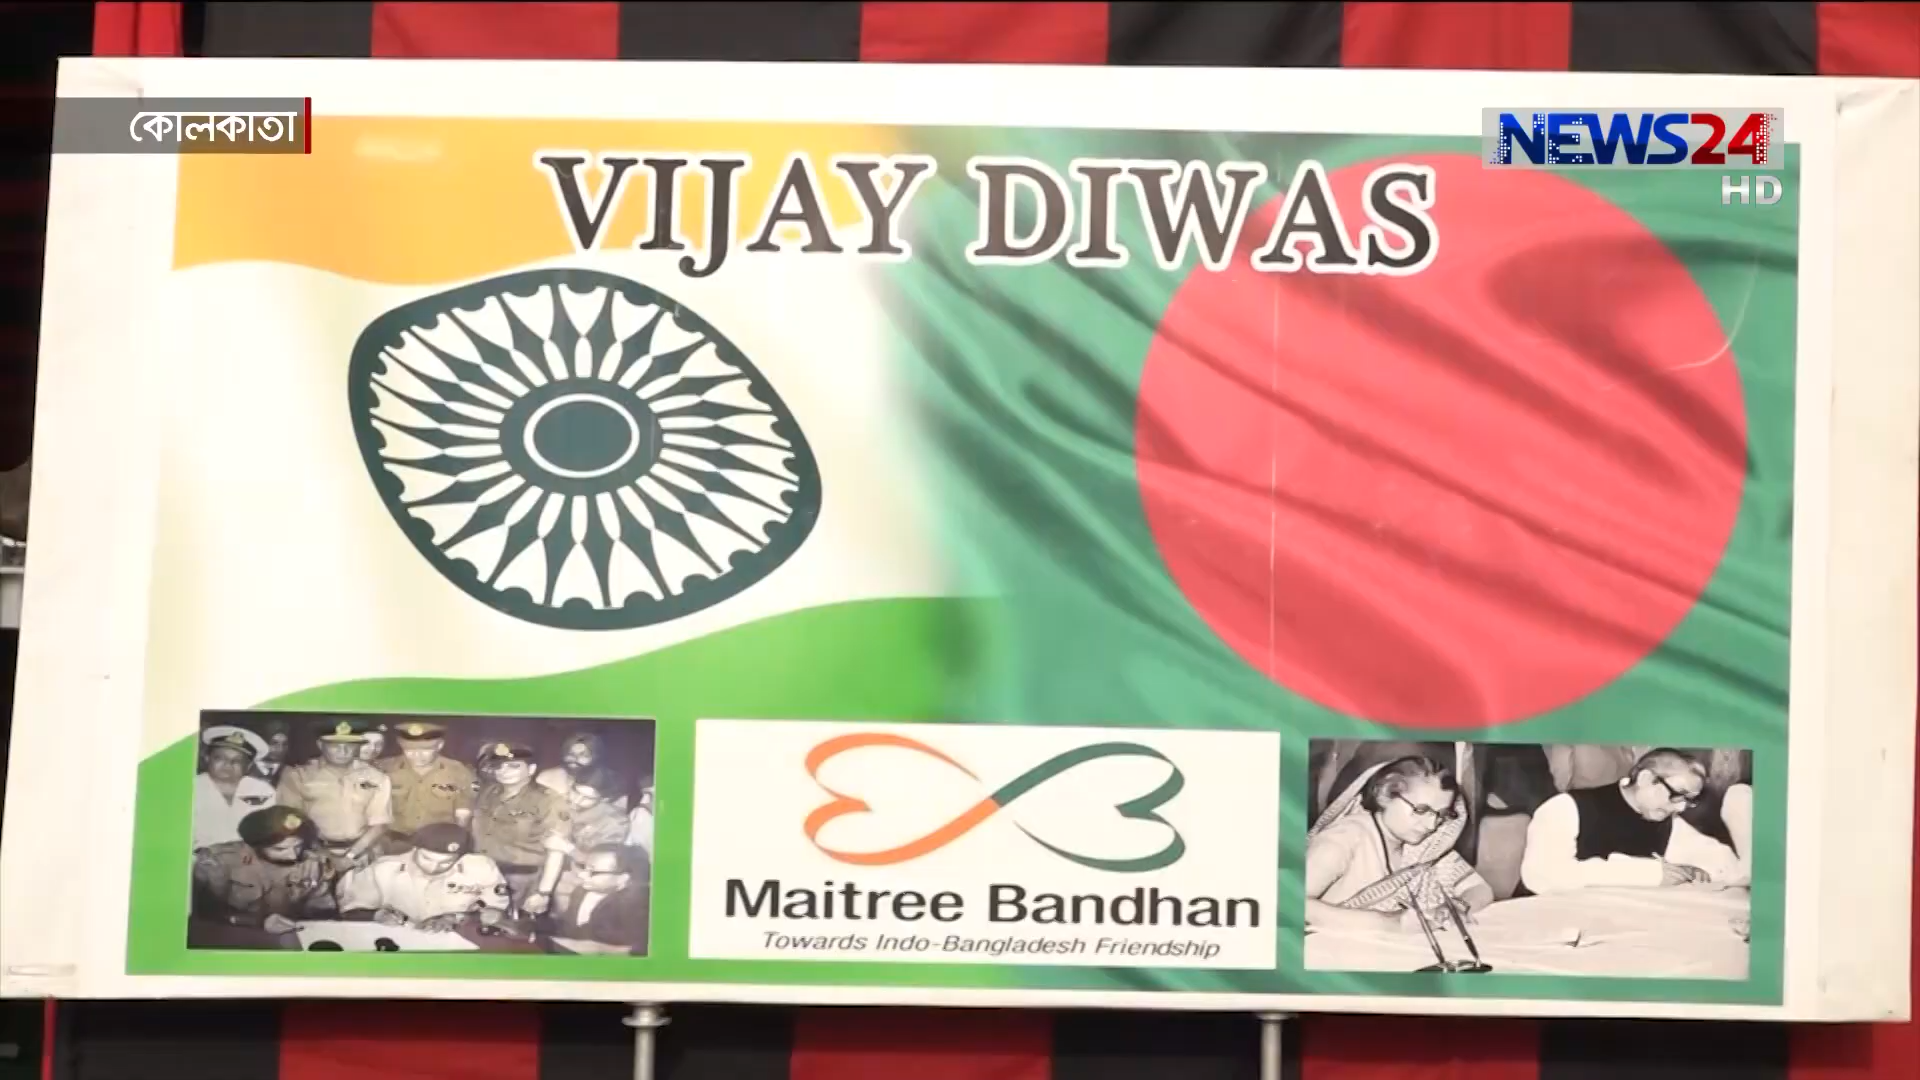 কোলকাতা
NEWS24
HD
VIJAY DIWAS
Maitree Bandhan
Towards Indo-Bangladesh Friendship